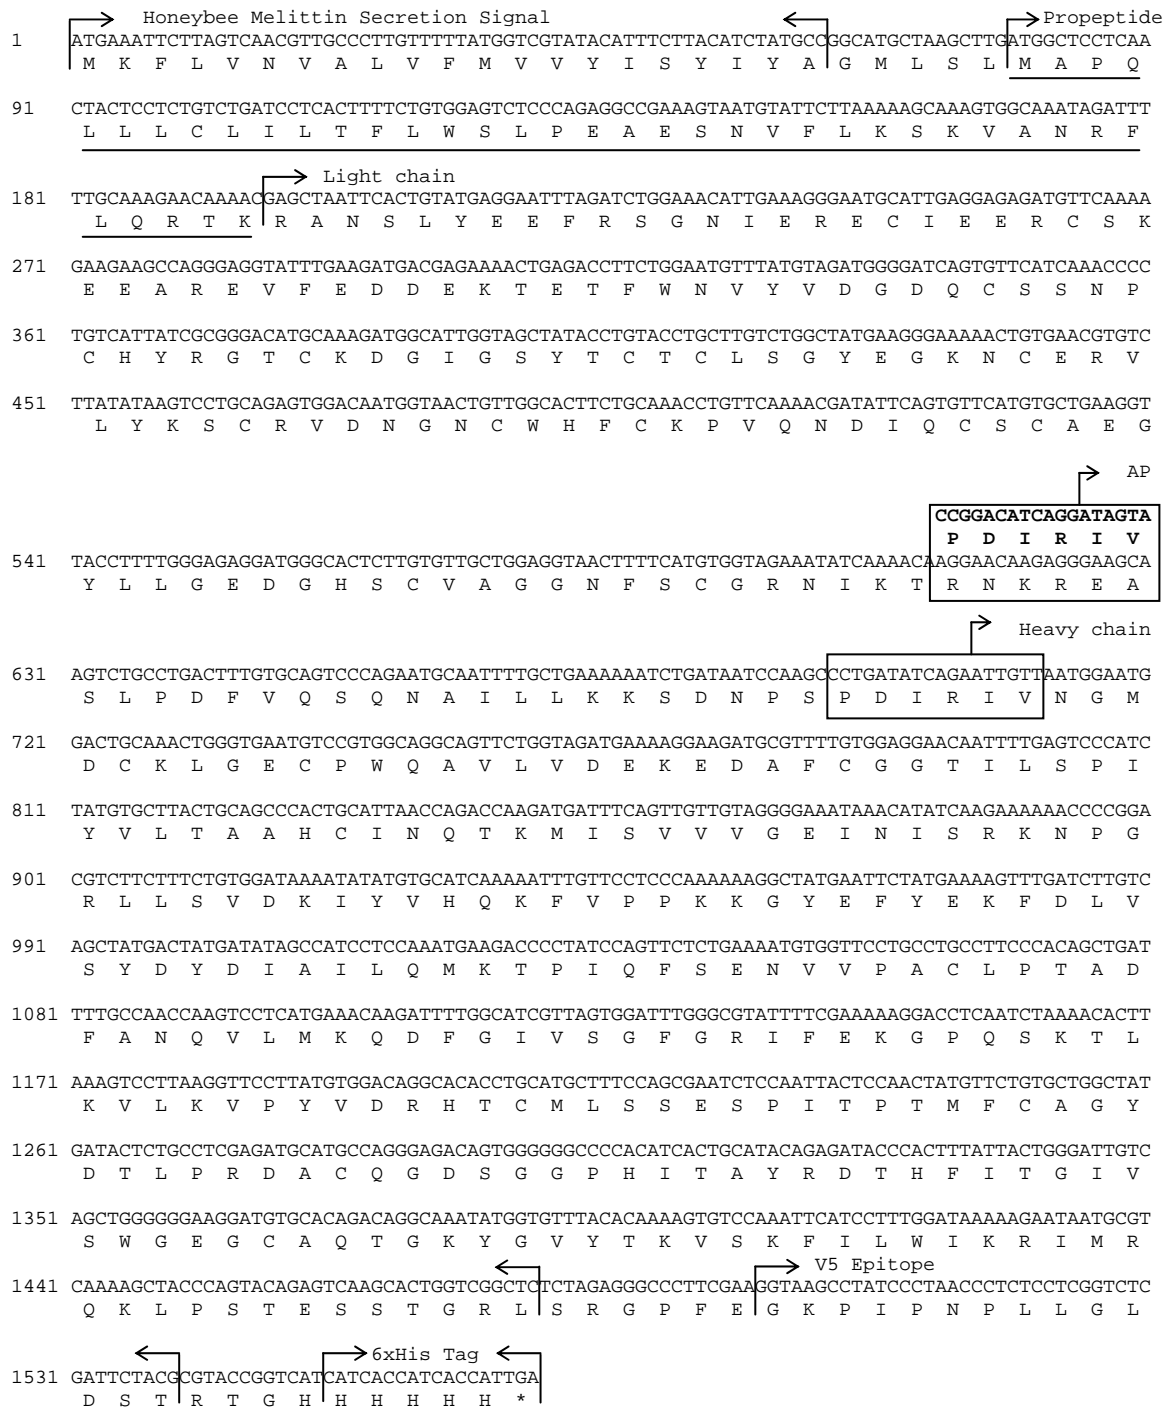 Honeybee Melittin Secretion Signal Propeptide
1 ATGAAATTCTTAGTCAACGTTGCCCTTGTTTTTATGGTCGTATACATTTCTTACATCTATGCCGGCATGCTAAGCTTGATGGCTCCTCAA
M K F L V N V A L V F M V V Y I S Y I Y A G M L S L M A P Q
91 CTACTCCTCTGTCTGATCCTCACTTTTCTGTGGAGTCTCCCAGAGGCCGAAAGTAATGTATTCTTAAAAAGCAAAGTGGCAAATAGATTT
L L L C L I L T F L W S L P E A E S N V F L K S K V A N R F
Light chain
181 TTGCAAAGAACAAAACGAGCTAATTCACTGTATGAGGAATTTAGATCTGGAAACATTGAAAGGGAATGCATTGAGGAGAGATGTTCAAAA
L Q R T K R A N S L Y E E F R S G N I E R E C I E E R C S K
271 GAAGAAGCCAGGGAGGTATTTGAAGATGACGAGAAAACTGAGACCTTCTGGAATGTTTATGTAGATGGGGATCAGTGTTCATCAAACCCC
E E A R E V F E D D E K T E T F W N V Y V D G D Q C S S N P
361 TGTCATTATCGCGGGACATGCAAAGATGGCATTGGTAGCTATACCTGTACCTGCTTGTCTGGCTATGAAGGGAAAAACTGTGAACGTGTC
C H Y R G T C K D G I G S Y T C T C L S G Y E G K N C E R V
451 TTATATAAGTCCTGCAGAGTGGACAATGGTAACTGTTGGCACTTCTGCAAACCTGTTCAAAACGATATTCAGTGTTCATGTGCTGAAGGT
L Y K S C R V D N G N C W H F C K P V Q N D I Q C S C A E G
AP
CCGGACATCAGGATAGTA
P D I R I V
541 TACCTTTTGGGAGAGGATGGGCACTCTTGTGTTGCTGGAGGTAACTTTTCATGTGGTAGAAATATCAAAACAAGGAACAAGAGGGAAGCA
Y L L G E D G H S C V A G G N F S C G R N I K T R N K R E A
Heavy chain
631 AGTCTGCCTGACTTTGTGCAGTCCCAGAATGCAATTTTGCTGAAAAAATCTGATAATCCAAGCCCTGATATCAGAATTGTTAATGGAATG
S L P D F V Q S Q N A I L L K K S D N P S P D I R I V N G M
721 GACTGCAAACTGGGTGAATGTCCGTGGCAGGCAGTTCTGGTAGATGAAAAGGAAGATGCGTTTTGTGGAGGAACAATTTTGAGTCCCATC
D C K L G E C P W Q A V L V D E K E D A F C G G T I L S P I
811 TATGTGCTTACTGCAGCCCACTGCATTAACCAGACCAAGATGATTTCAGTTGTTGTAGGGGAAATAAACATATCAAGAAAAAACCCCGGA
Y V L T A A H C I N Q T K M I S V V V G E I N I S R K N P G
901 CGTCTTCTTTCTGTGGATAAAATATATGTGCATCAAAAATTTGTTCCTCCCAAAAAAGGCTATGAATTCTATGAAAAGTTTGATCTTGTC
R L L S V D K I Y V H Q K F V P P K K G Y E F Y E K F D L V
991 AGCTATGACTATGATATAGCCATCCTCCAAATGAAGACCCCTATCCAGTTCTCTGAAAATGTGGTTCCTGCCTGCCTTCCCACAGCTGAT
S Y D Y D I A I L Q M K T P I Q F S E N V V P A C L P T A D
1081 TTTGCCAACCAAGTCCTCATGAAACAAGATTTTGGCATCGTTAGTGGATTTGGGCGTATTTTCGAAAAAGGACCTCAATCTAAAACACTT
F A N Q V L M K Q D F G I V S G F G R I F E K G P Q S K T L
1171 AAAGTCCTTAAGGTTCCTTATGTGGACAGGCACACCTGCATGCTTTCCAGCGAATCTCCAATTACTCCAACTATGTTCTGTGCTGGCTAT
K V L K V P Y V D R H T C M L S S E S P I T P T M F C A G Y
1261 GATACTCTGCCTCGAGATGCATGCCAGGGAGACAGTGGGGGGCCCCACATCACTGCATACAGAGATACCCACTTTATTACTGGGATTGTC
D T L P R D A C Q G D S G G P H I T A Y R D T H F I T G I V
1351 AGCTGGGGGGAAGGATGTGCACAGACAGGCAAATATGGTGTTTACACAAAAGTGTCCAAATTCATCCTTTGGATAAAAAGAATAATGCGT
S W G E G C A Q T G K Y G V Y T K V S K F I L W I K R I M R
V5 Epitope
1441 CAAAAGCTACCCAGTACAGAGTCAAGCACTGGTCGGCTCTCTAGAGGGCCCTTCGAAGGTAAGCCTATCCCTAACCCTCTCCTCGGTCTC
Q K L P S T E S S T G R L S R G P F E G K P I P N P L L G L
6xHis Tag
1531 GATTCTACGCGTACCGGTCATCATCACCATCACCATTGA
D S T R T G H H H H H H *